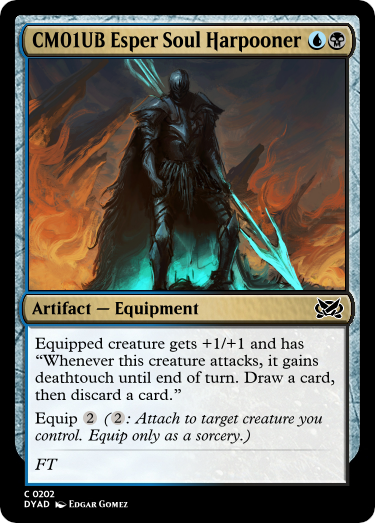 CM01UB Esper Soul Harpooner
Artifact — Equipment
Equipped creature gets +1/+1 and has
“Whenever this creature attacks, it gains
deathtouch until end of turn. Draw a card,
then discard a card.”
Equip 2 (2: Attach to target creature you
control. Equip only as a sorcery.)
FT
C 0202
DYAD Edgar Gomez